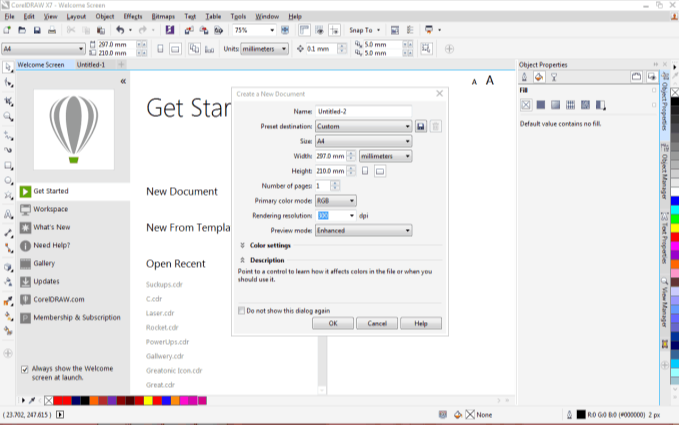 CorelDRAW X7 - Welcome Screen
File Edit View Layout Object Effects Bitmaps Text Table Tools Window Help
75% Snap To
A4 297.0 mm 210.0 mm Units: millimeters 0.1 mm 5.0 mm 5.0 mm
Welcome Screen Untitled-1
Object Properties
A A
Get Star
Get Started
Workspace
What's New
Need Help?
Gallery
Updates
CorelDRAW.com
Membership & Subscription
Always show the Welcome
screen at launch.
New Document
New From Templa
Open Recent
Suckups.cdr
C.cdr
Laser.cdr
Rocket.cdr
PowerUps.cdr
Gallwery.cdr
Greatonic Icon.cdr
Great.cdr
Create a New Document
Name: Untitled-2
Preset destination: Custom
Size: A4
Width: 297.0 mm millimeters
Height: 210.0 mm
Number of pages: 1
Primary color mode: RGB
Rendering resolution: 300 dpi
Preview mode: Enhanced
Color settings
Description
Point to a control to learn how it affects colors in the file or when you
should use it.
Do not show this dialog again
OK Cancel Help
Fill
Default value contains no fill.
Object Properties
Object Manager
Text Properties
View Manager
( 23.702, 247.615 ) None R:0 G:0 B:0 (#000000) 2 px